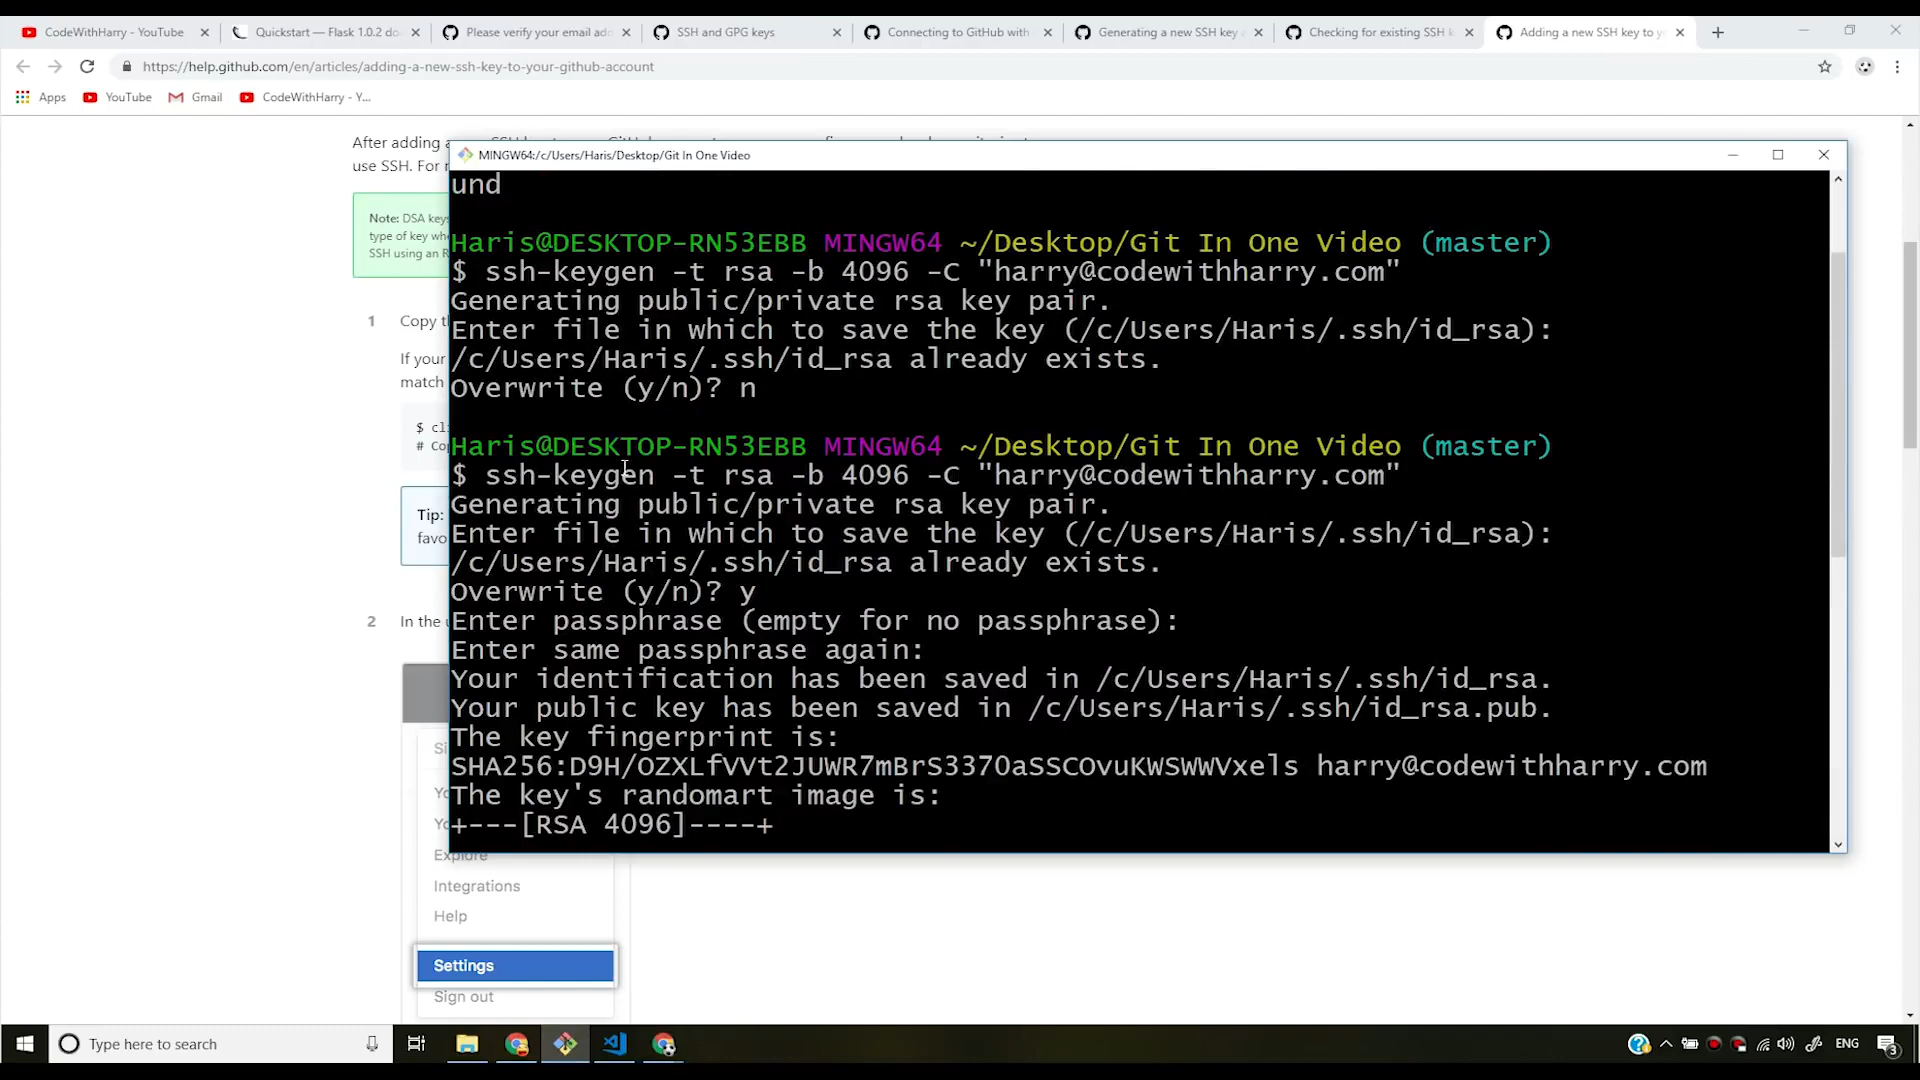 CodeWithHarry - YouTube
Quickstart — Flask 1.0.2 do
Please verify your email add
SSH and GPG keys
Connecting to GitHub with
Generating a new SSH key
Checking for existing SSH k
Adding a new SSH key to y
https://help.github.com/en/articles/adding-a-new-ssh-key-to-your-github-account
Apps
YouTube
Gmail
CodeWithHarry - Y...
After adding a
use SSH. For
Note: DSA keys
type of key wh
SSH using an R
1
Copy t
If your
match
$ cl
# Co
Tip:
favo
2
In the
Explore
Integrations
Help
Settings
Sign out
MINGW64:/c/Users/Haris/Desktop/Git In One Video
und
Haris@DESKTOP-RN53EBB MINGW64 ~/Desktop/Git In One Video (master)
$ ssh-keygen -t rsa -b 4096 -C "harry@codewithharry.com"
Generating public/private rsa key pair.
Enter file in which to save the key (/c/Users/Haris/.ssh/id_rsa):
/c/Users/Haris/.ssh/id_rsa already exists.
Overwrite (y/n)? n
Haris@DESKTOP-RN53EBB MINGW64 ~/Desktop/Git In One Video (master)
$ ssh-keygen -t rsa -b 4096 -C "harry@codewithharry.com"
Generating public/private rsa key pair.
Enter file in which to save the key (/c/Users/Haris/.ssh/id_rsa):
/c/Users/Haris/.ssh/id_rsa already exists.
Overwrite (y/n)? y
Enter passphrase (empty for no passphrase):
Enter same passphrase again:
Your identification has been saved in /c/Users/Haris/.ssh/id_rsa.
Your public key has been saved in /c/Users/Haris/.ssh/id_rsa.pub.
The key fingerprint is:
SHA256:D9H/OZXLfVVt2JUWR7mBrS337OaSSCOvuKWSWWVxels harry@codewithharry.com
The key's randomart image is:
+---[RSA 4096]----+
Type here to search
ENG
3